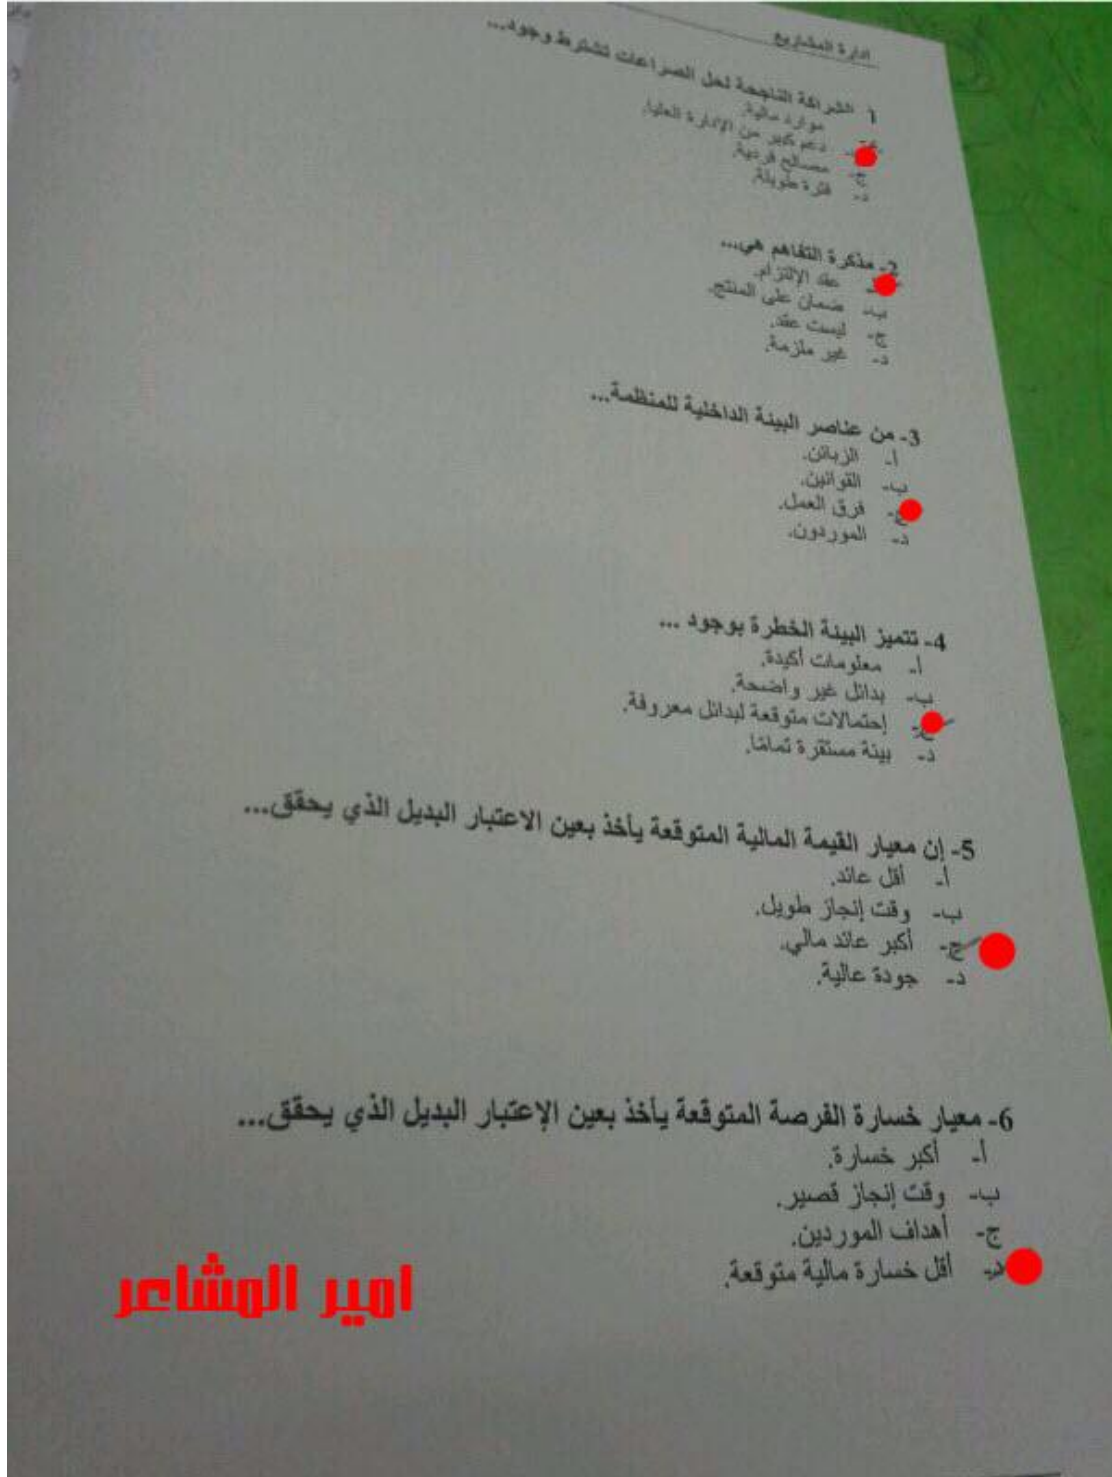 ادارة المشاريع
1 الشراكة الناجحة لحل الصراعات تشترط وجود...
موارد مالية.
دعم كبير من الإدارة العليا.
ج- مصالح فردية.
د- فترة طويلة.
2- مذكرة التفاهم هي...
عقد الإلتزام.
ب- ضمان على المنتج.
ج- ليست عقد.
د- غير ملزمة.
3- من عناصر البيئة الداخلية للمنظمة...
أ- الزبائن.
ب- القوانين.
ج- فرق العمل.
د- الموردون.
4- تتميز البيئة الخطرة بوجود ...
أ- معلومات أكيدة.
ب- بدائل غير واضحة.
ج- إحتمالات متوقعة لبدائل معروفة.
د- بيئة مستقرة تمامًا.
5- إن معيار القيمة المالية المتوقعة يأخذ بعين الاعتبار البديل الذي يحقق...
أ- أقل عائد.
ب- وقت إنجاز طويل.
ج- أكبر عائد مالي.
د- جودة عالية.
6- معيار خسارة الفرصة المتوقعة يأخذ بعين الإعتبار البديل الذي يحقق...
أ- أكبر خسارة.
ب- وقت إنجاز قصير.
ج- أهداف الموردين.
د- أقل خسارة مالية متوقعة.
امير المشاعر